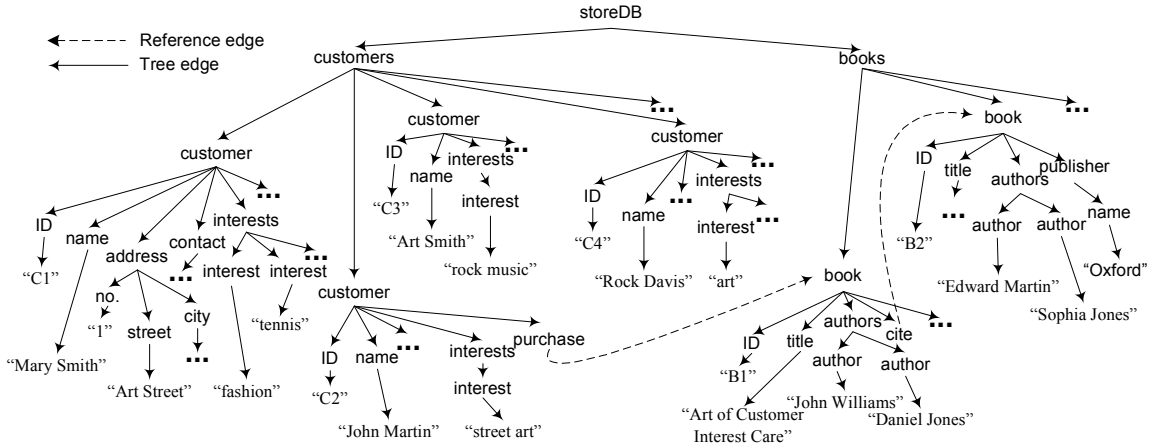 storeDB
Reference edge
Tree edge
customers
books
...
...
customer
book
customer
customer
ID
interests
...
name
interest
"C3"
"Art Smith"
"rock music"
...
ID
interests
name
...
...
interest
"C4"
"Rock Davis"
"art"
ID
title
publisher
authors
...
name
author
author
"B2"
"Oxford"
"Edward Martin"
"Sophia Jones"
...
ID
name
interests
address
contact
...
...
interest
interest
"C1"
no.
street
city
"1"
...
"tennis"
"Mary Smith"
"Art Street"
"fashion"
customer
...
purchase
ID
name
interests
interest
"C2"
"John Martin"
"street art"
book
...
authors
cite
ID
title
author
author
"B1"
"John Williams"
"Art of Customer
Interest Care"
"Daniel Jones"